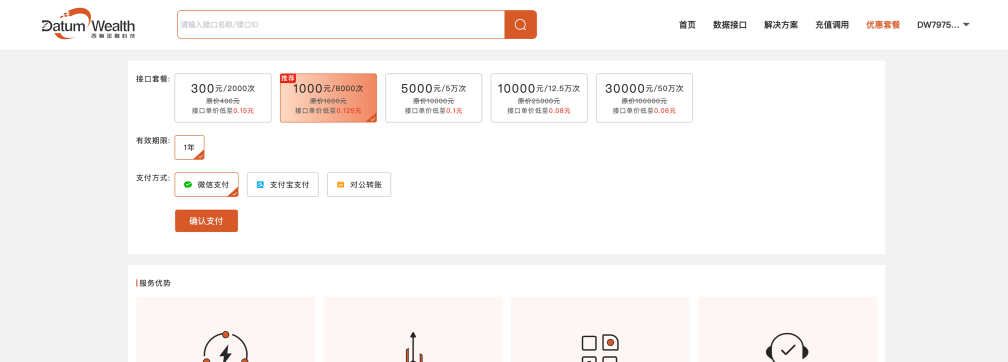 Datum Wealth
西筹金融科技
请输入接口名称/接口ID
首页
数据接口
解决方案
充值调用
优惠套餐
DW7975...
接口套餐:
300元/2000次
原价400元
接口单价低至0.15元
推荐
1000元/8000次
原价1600元
接口单价低至0.125元
5000元/5万次
原价10000元
接口单价低至0.1元
10000元/12.5万次
原价25000元
接口单价低至0.08元
30000元/50万次
原价100000元
接口单价低至0.06元
有效期限:
1年
支付方式:
微信支付
支付宝支付
对公转账
确认支付
服务优势